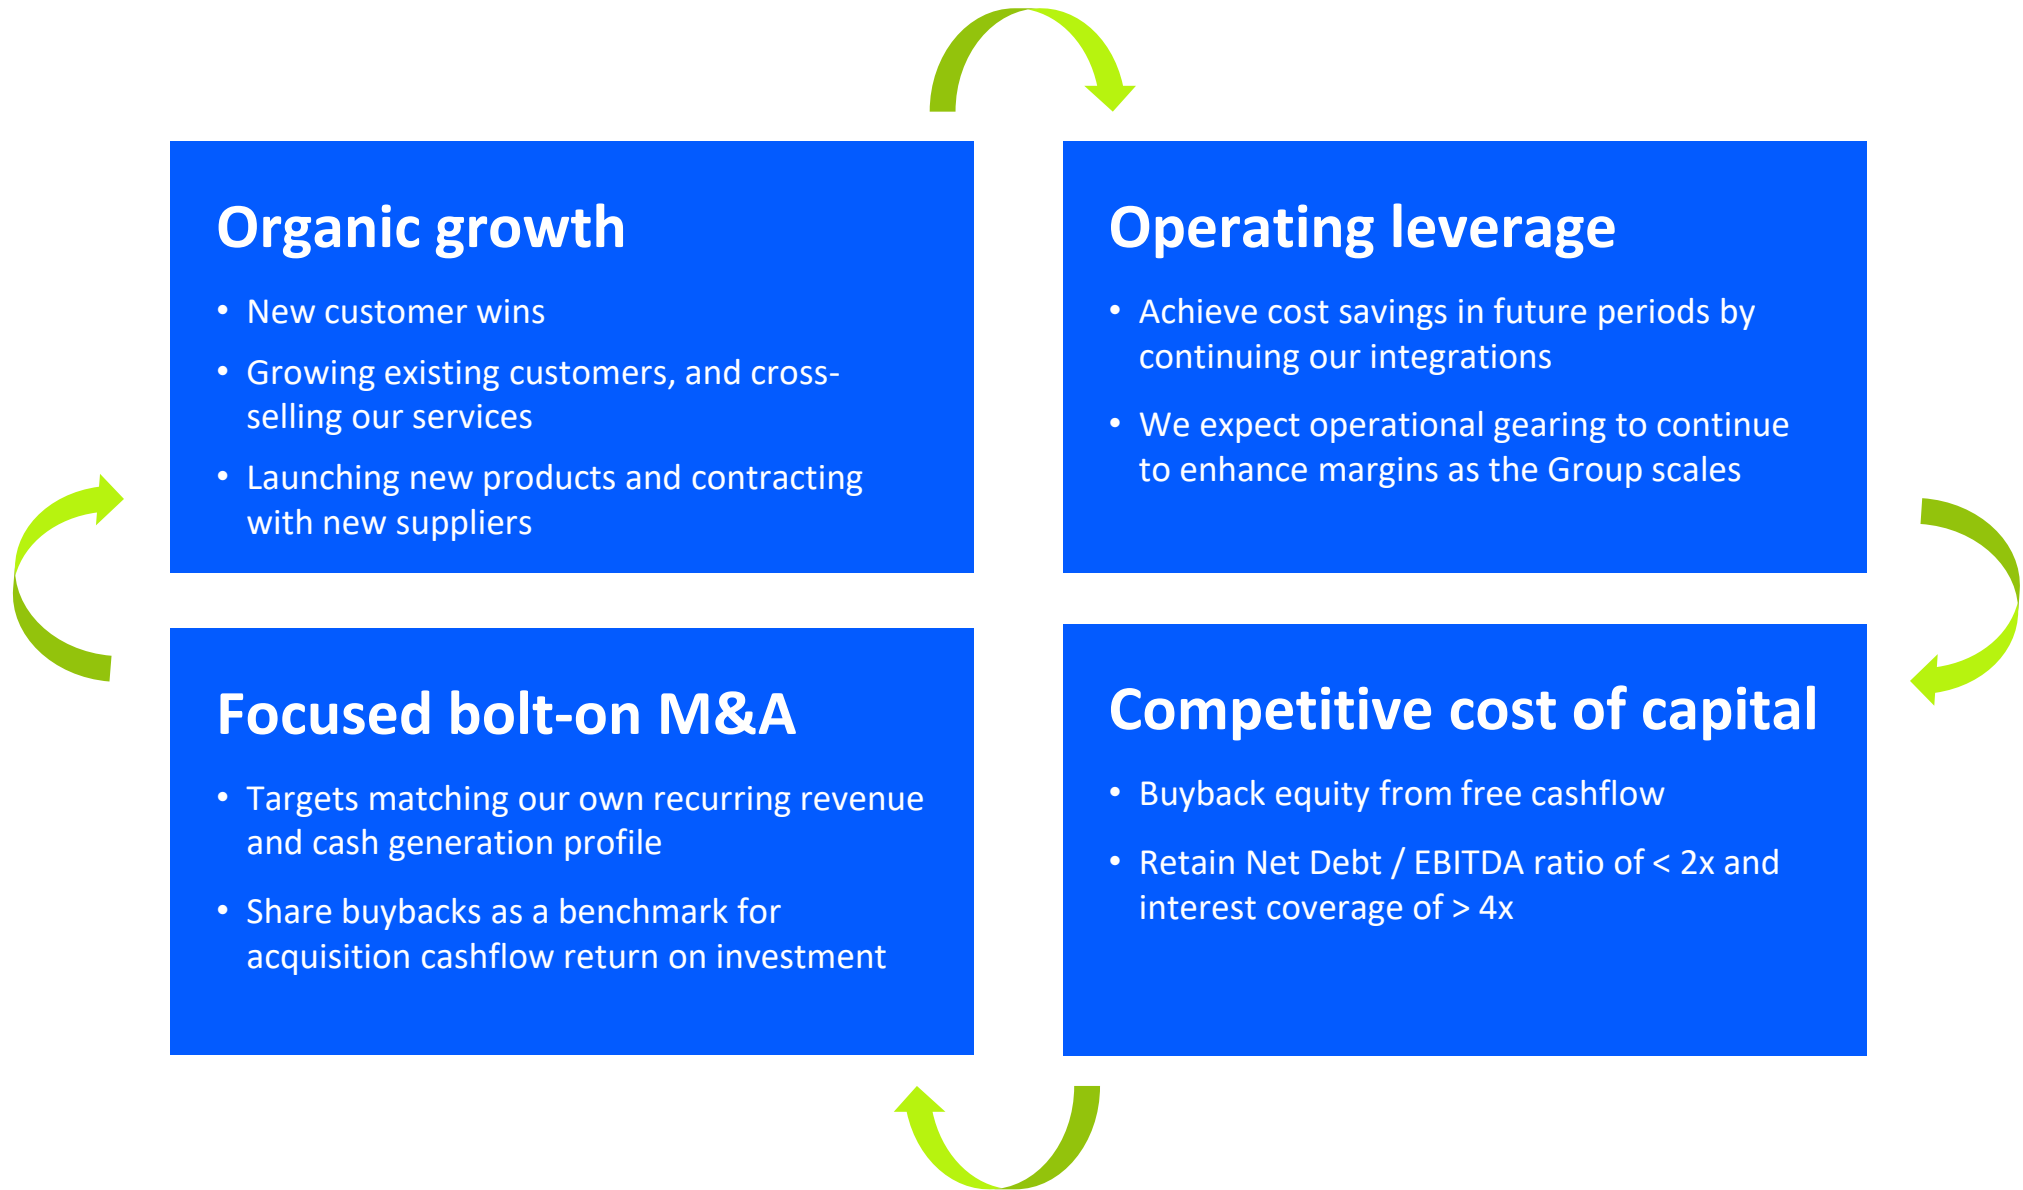 Organic growth
• New customer wins
• Growing existing customers, and cross-
selling our services
• Launching new products and contracting
with new suppliers
Operating leverage
• Achieve cost savings in future periods by
continuing our integrations
• We expect operational gearing to continue
to enhance margins as the Group scales
Focused bolt-on M&A
• Targets matching our own recurring revenue
and cash generation profile
• Share buybacks as a benchmark for
acquisition cashflow return on investment
Competitive cost of capital
• Buyback equity from free cashflow
• Retain Net Debt / EBITDA ratio of < 2x and
interest coverage of > 4x